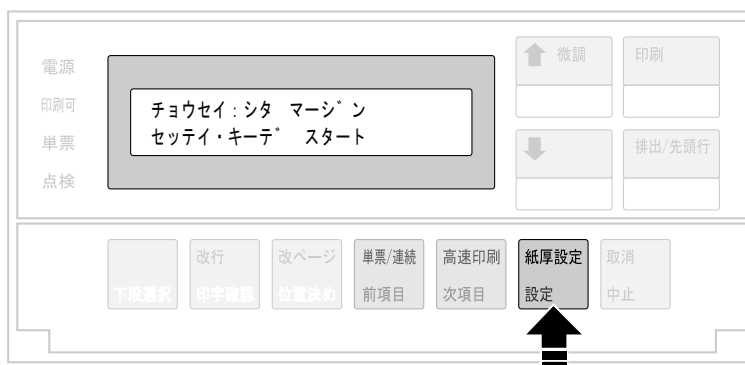 電源
印刷可
単票
点検
チョウセイ:シタ マージン
セッテイ・キーデ スタート
微調
印刷
排出/先頭行
下段選択
改行
印字確認
改ページ
位置決め
単票/連続
前項目
高速印刷
次項目
紙厚設定
設定
取消
中止